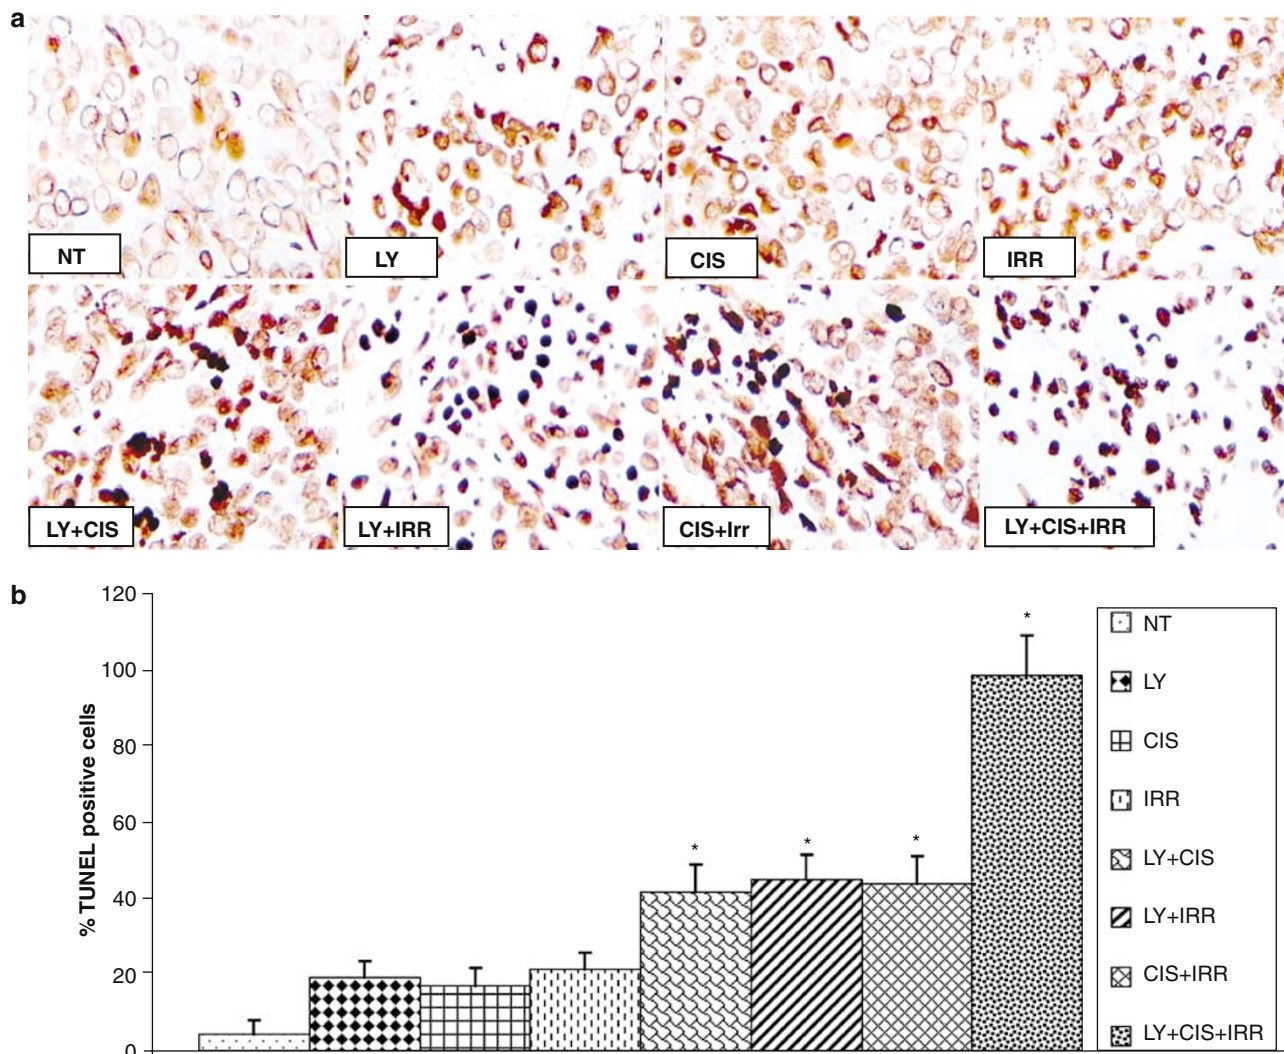 a
NT
LY
CIS
IRR
LY+CIS
LY+IRR
CIS+Irr
LY+CIS+IRR
b
% TUNEL positive cells
120
100
80
60
40
20
0
*
*
*
*
NT
LY
CIS
IRR
LY+CIS
LY+IRR
CIS+IRR
LY+CIS+IRR